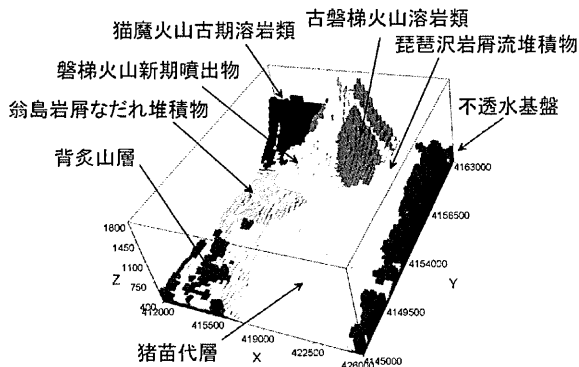 古磐梯火山溶岩類
猫魔火山古期溶岩類
琵琶沢岩屑流堆積物
磐梯火山新期噴出物
翁島岩屑なだれ堆積物
不透水基盤
背炙山層
猪苗代層
1800
1450
1100
750
400
Z
412000
415500
419000
422500
426000
X
4145000
4149500
4154000
4156500
4163000
Y